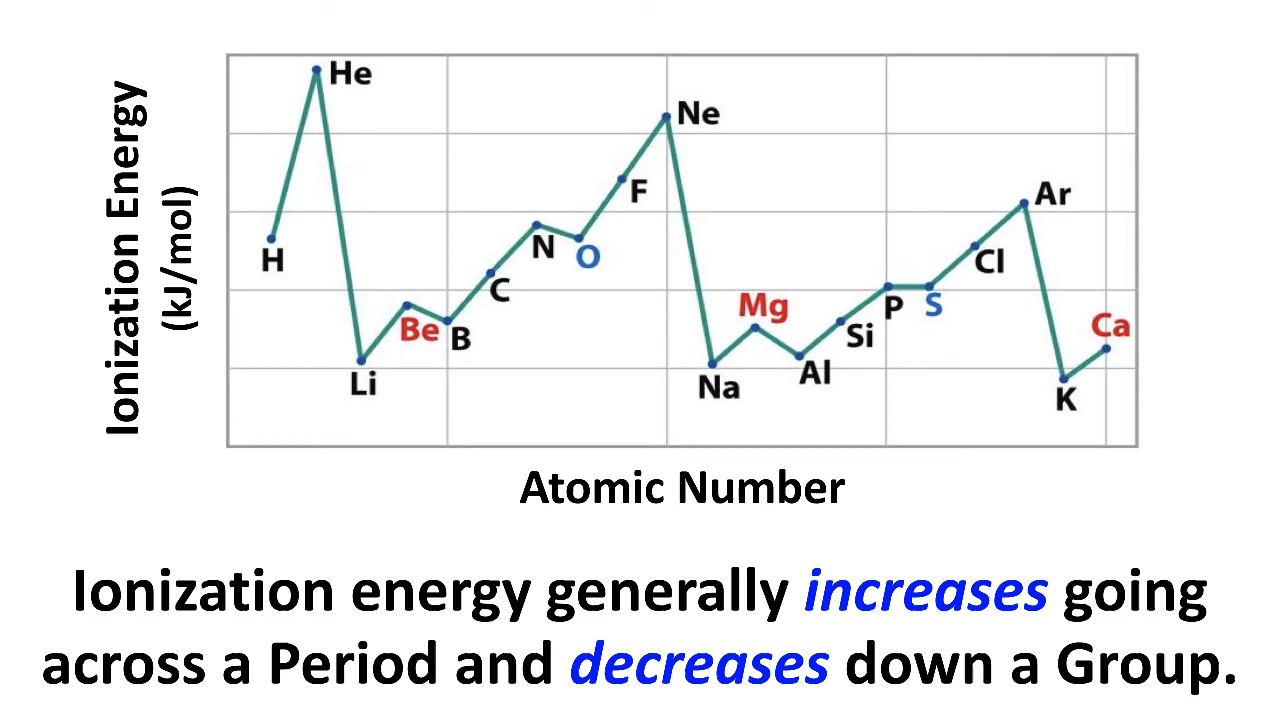 Ionization Energy
(kJ/mol)
He
Ne
H
F
Ar
N
O
C
Cl
Be
B
Mg
P
S
Ca
Si
Li
Na
Al
K
Atomic Number
Ionization energy generally increases going
across a Period and decreases down a Group.